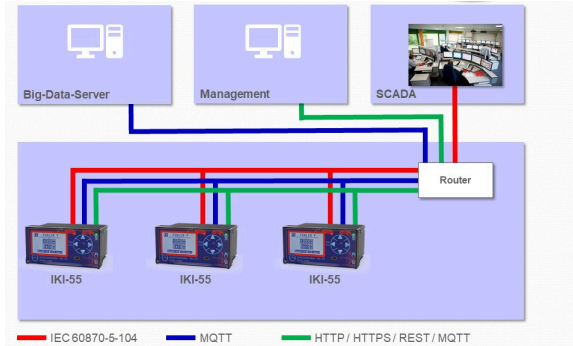 Big-Data-Server
Management
SCADA
Router
IKI-55
IKI-55
IKI-55
IEC 60870-5-104
MQTT
HTTP / HTTPS / REST / MQTT